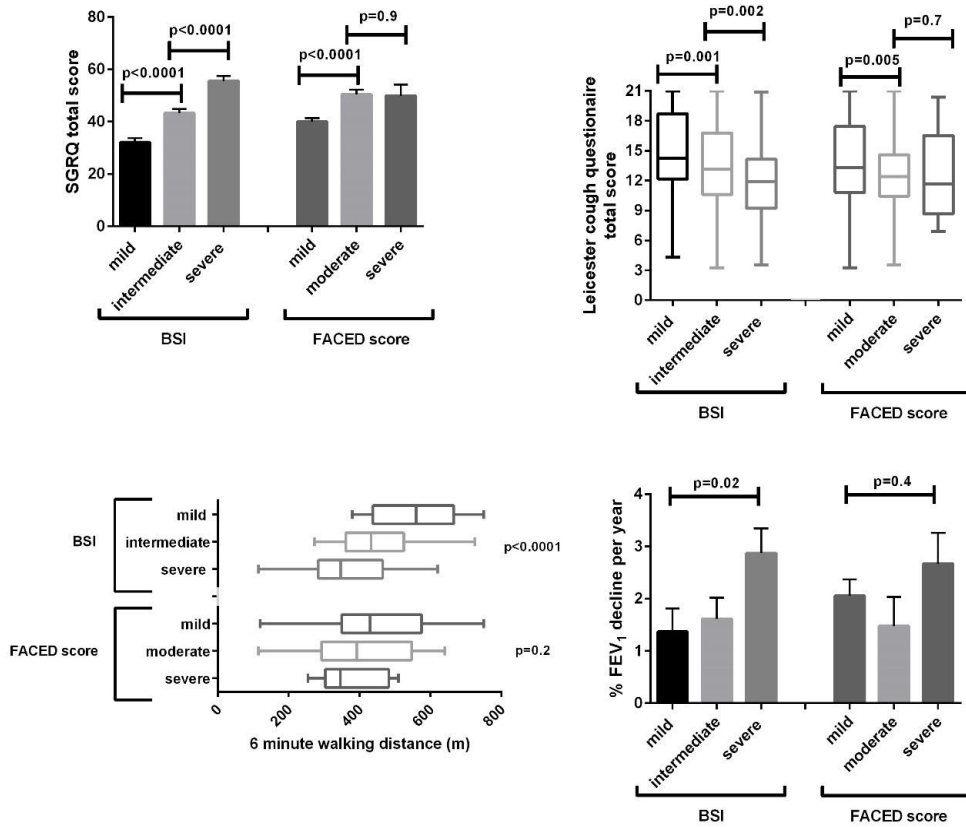 p<0.0001
p=0.9
p<0.0001
p<0.0001
80
60
40
20
0
SGRQ total score
mild
intermediate
severe
mild
moderate
severe
BSI
FACED score
p=0.002
p=0.7
p=0.001
p=0.005
21
18
15
12
9
6
3
0
Leicester cough questionaire
total score
mild
intermediate
severe
mild
moderate
severe
BSI
FACED score
BSI
mild
intermediate
severe
p<0.0001
FACED score
mild
moderate
severe
p=0.2
0
200
400
600
800
6 minute walking distance (m)
p=0.02
p=0.4
4
3
2
1
0
% FEV₁ decline per year
mild
intermediate
severe
mild
moderate
severe
BSI
FACED score